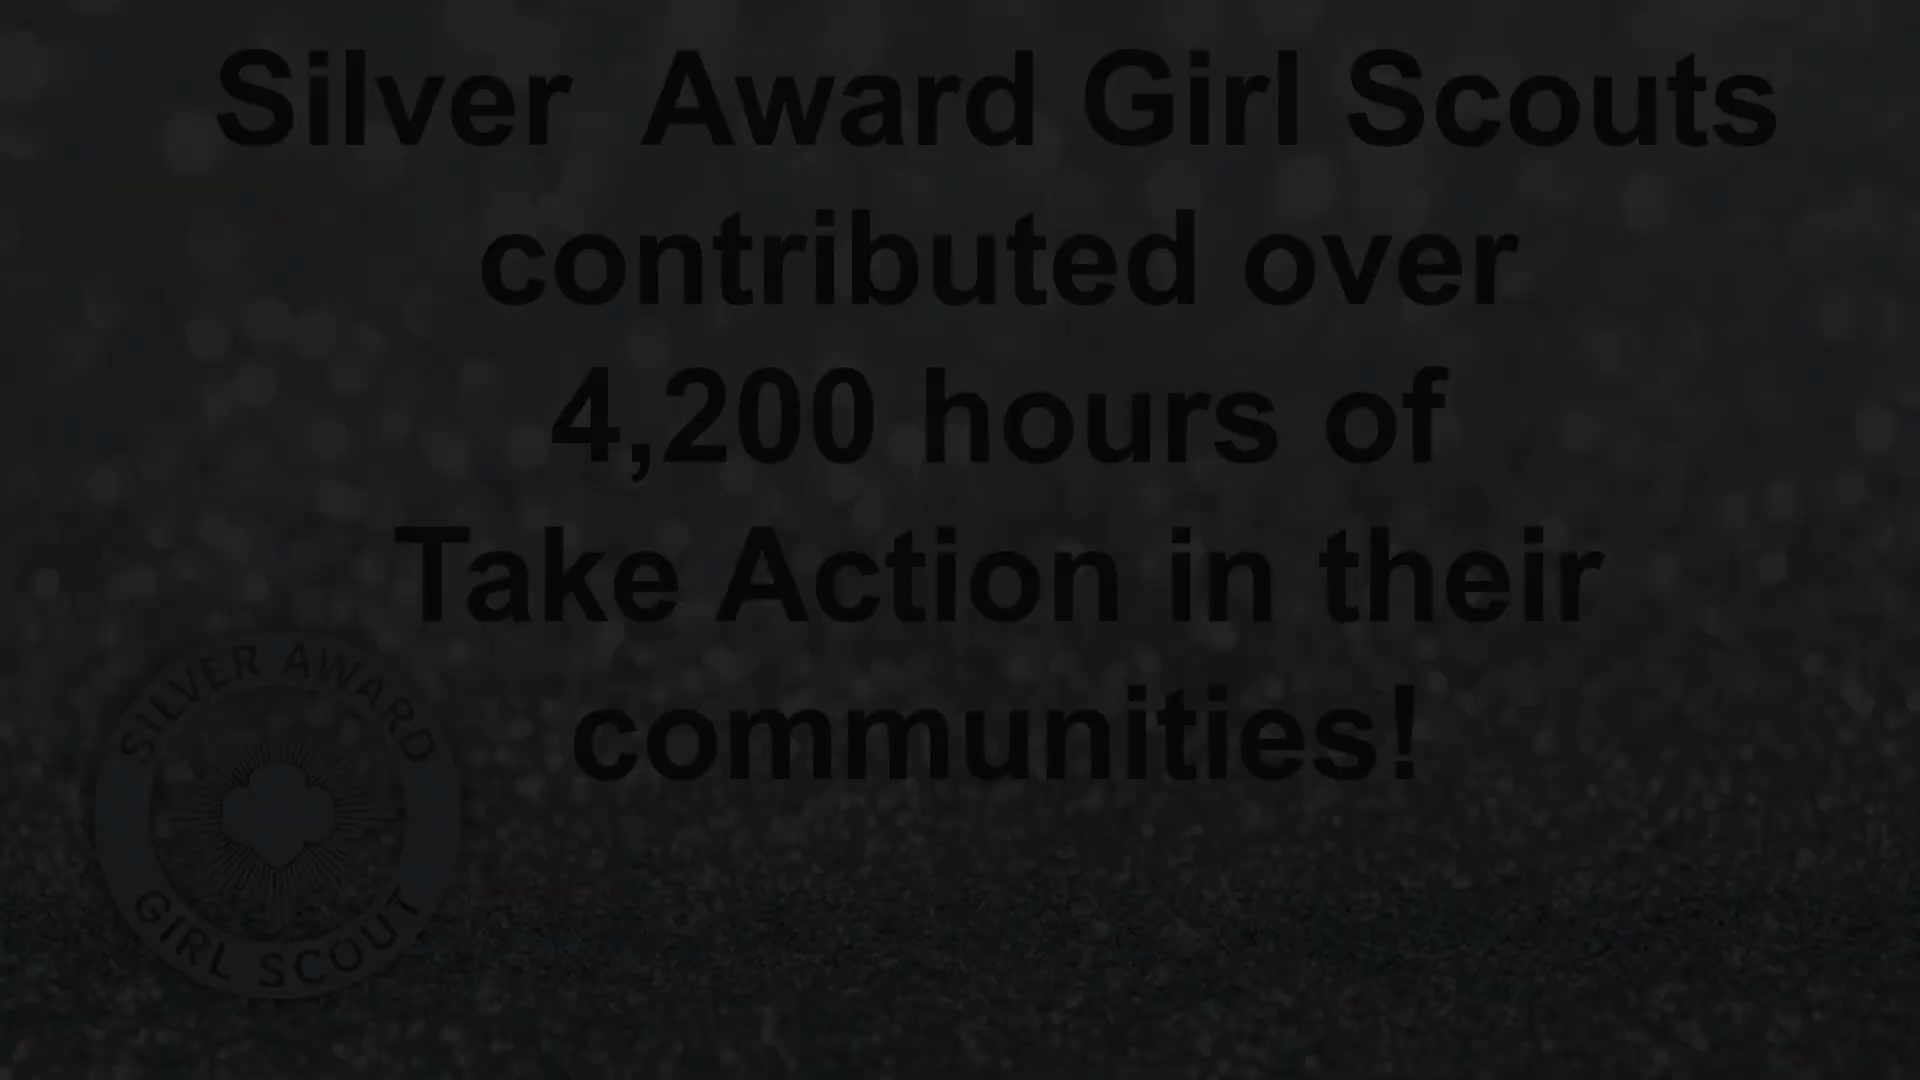 Silver  Award Girl Scouts
contributed over
4,200 hours of
Take Action in their
communities!
SILVER AWARD
GIRL SCOUT